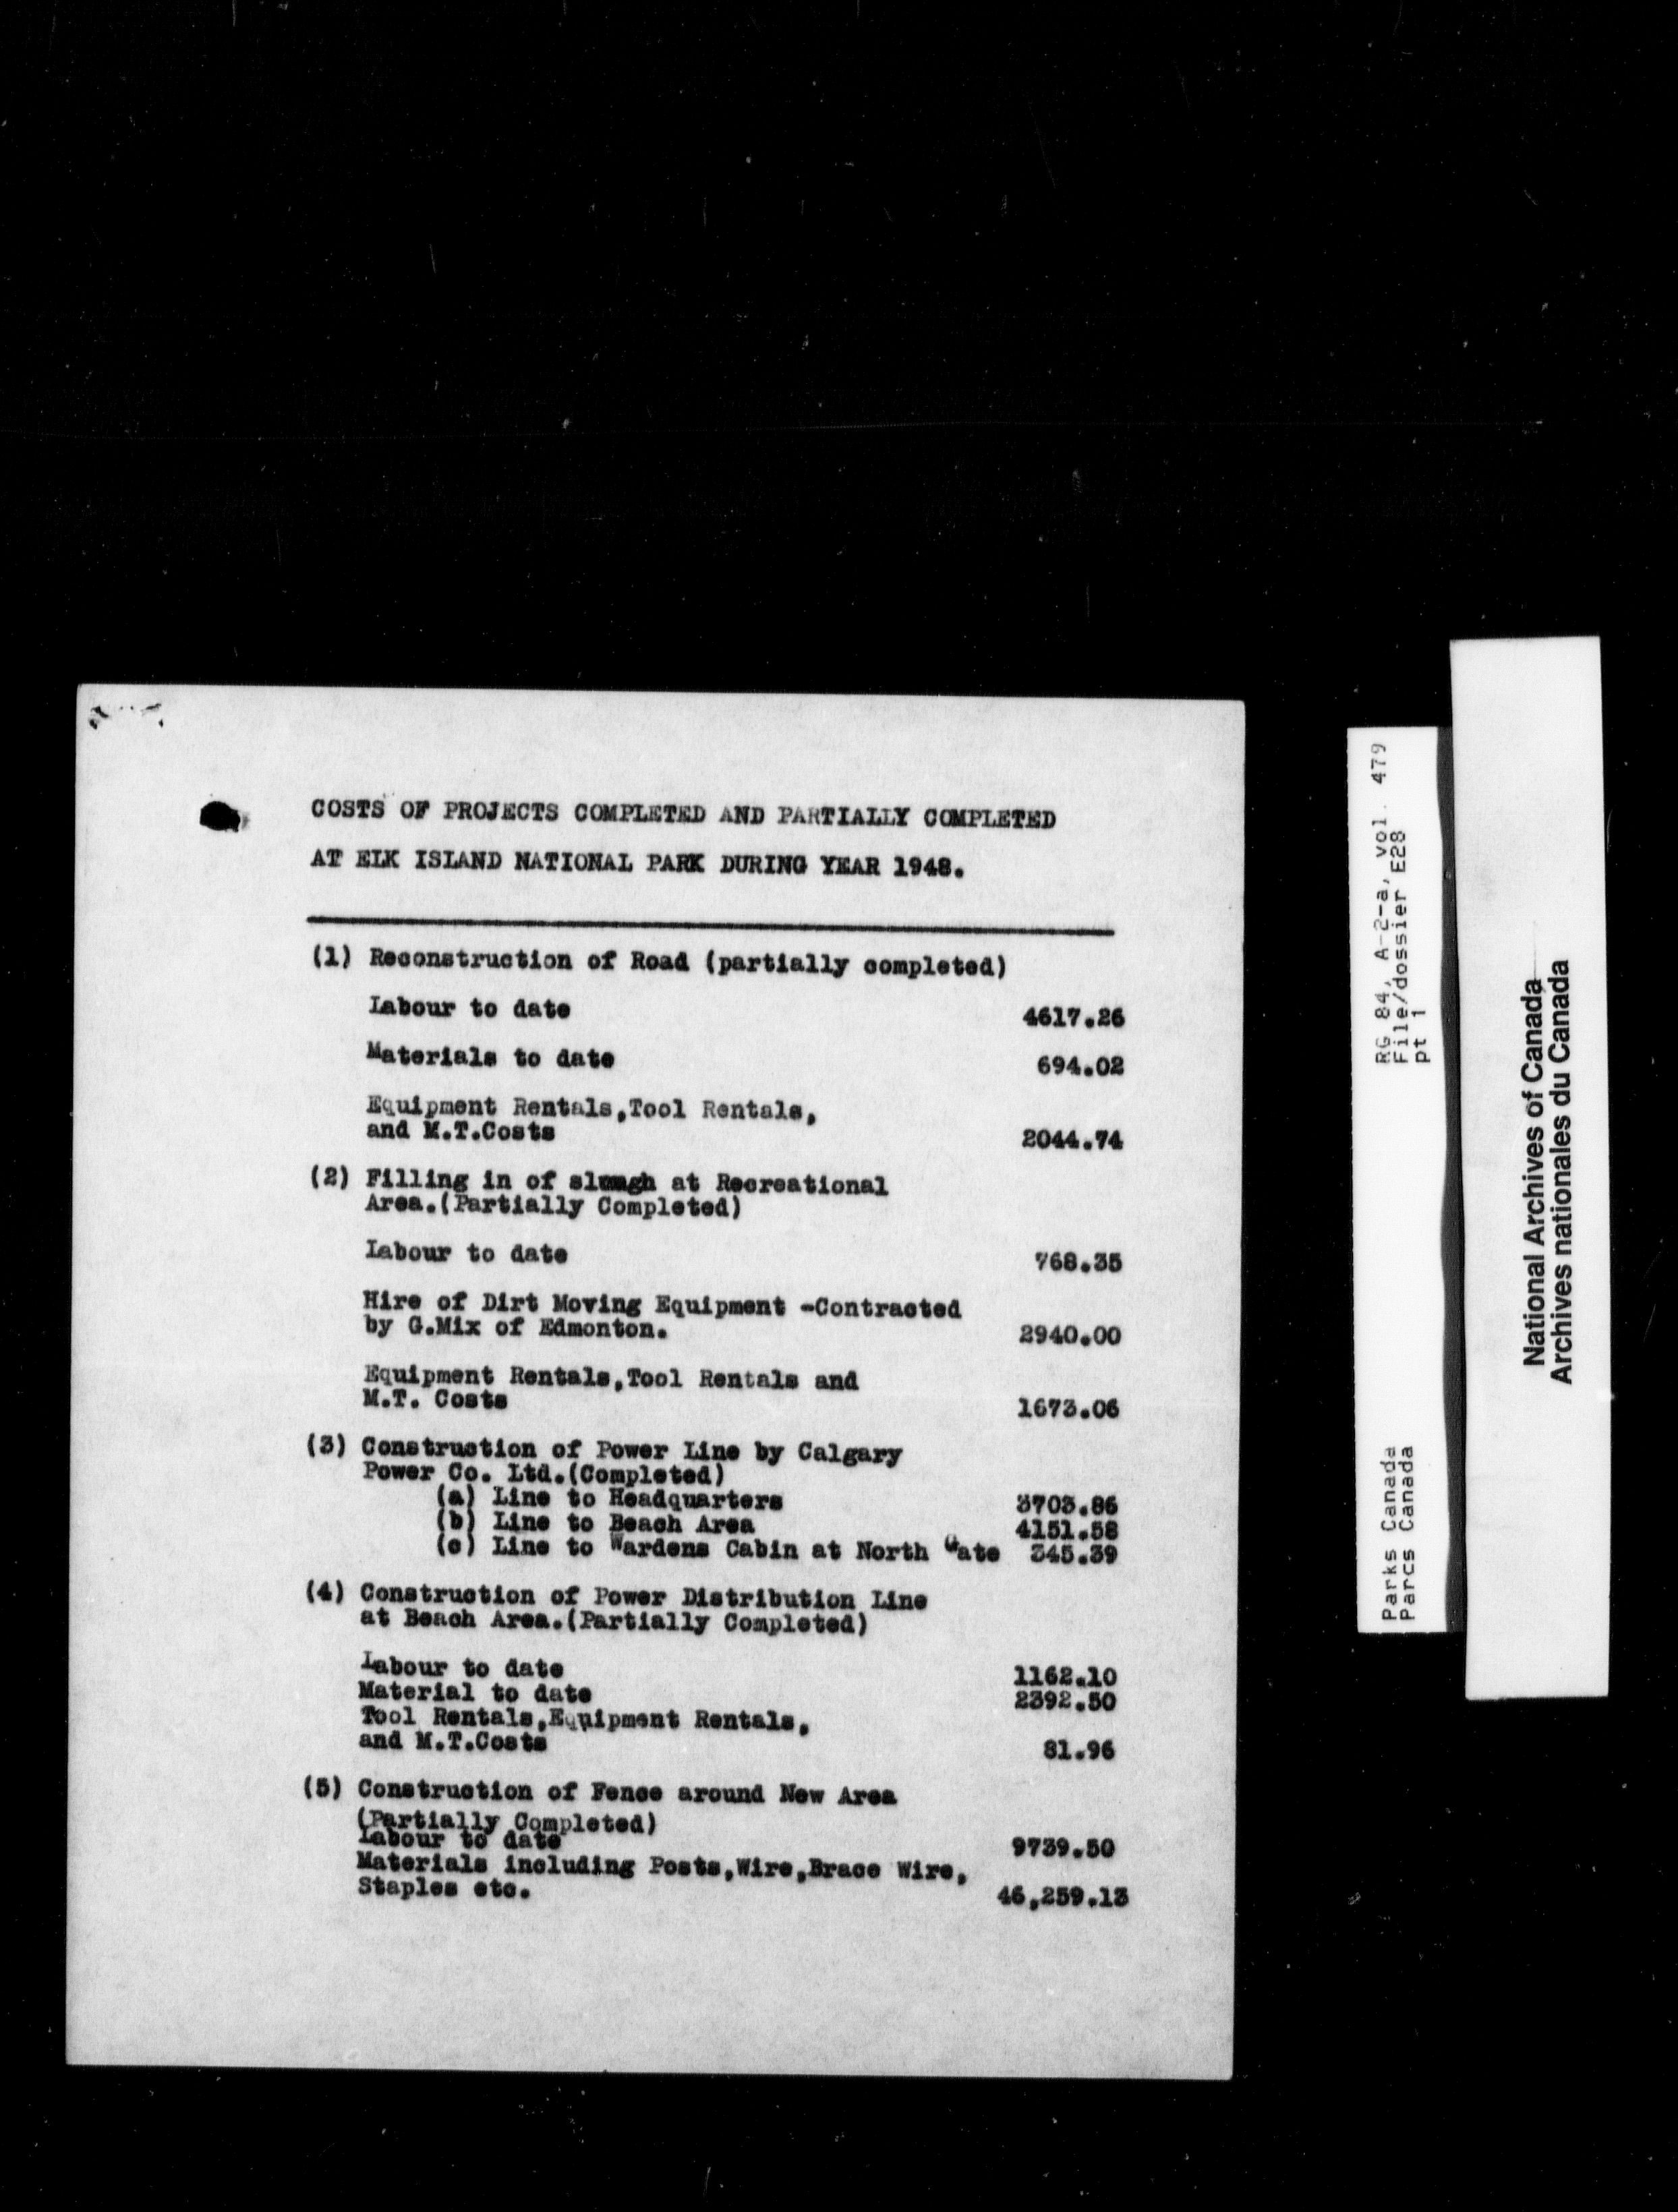 COSTS OF PROJECTS COMPLETED AND PARTIALLY COMPLETED
AT ELK ISLAND NATIONAL PARK DURING YEAR 1948.
(1) Reconstruction of Road (partially completed)
Labour to date 4617.26
Materials to date 694.02
Equipment Rentals,Tool Rentals,
and M.T.Costs 2044.74
(2) Filling in of slough at Recreational
Area.(Partially Completed)
Labour to date 768.35
Hire of Dirt Moving Equipment -Contracted
by G.Mix of Edmonton. 2940.00
Equipment Rentals,Tool Rentals and
M.T. Costs 1673.06
(3) Construction of Power Line by Calgary
Power Co. Ltd.(Completed)
(a) Line to Headquarters 3703.86
(b) Line to Beach Area 4151.58
(c) Line to Wardens Cabin at North Gate 345.39
(4) Construction of Power Distribution Line
at Beach Area.(Partially Completed)
Labour to date 1162.10
Material to date 2392.50
Tool Rentals,Equipment Rentals,
and M.T.Costs 81.96
(5) Construction of Fence around New Area
(Partially Completed)
Labour to date 9739.50
Materials including Posts,Wire,Brace Wire,
Staples etc. 46,259.13
RG 84, A-2-a, vol. 479
File/dossier E28
pt 1
Parks Canada
Parcs Canada
National Archives of Canada
Archives nationales du Canada